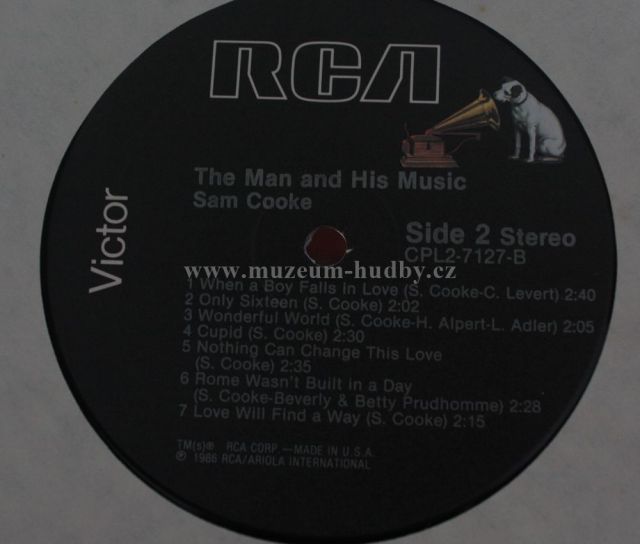 RCA
Victor
The Man and His Music
Sam Cooke
Side 2 Stereo
CPL2-7127-B
www.muzeum-hudby.cz
1 When a Boy Falls In Love (S. Cooke-C. Levert) 2:40
2 Only Sixteen (S. Cooke) 2:02
3 Wonderful World (S. Cooke-H. Alpert-L. Adler) 2:05
4 Cupid (S. Cooke) 2:30
5 Nothing Can Change This Love
(S. Cooke) 2:35
6 Rome Wasn't Built in a Day
(S. Cooke-Beverly & Betty Prudhomme) 2:28
7 Love Will Find a Way (S. Cooke) 2:15
TM(s)® RCA CORP.—MADE IN U.S.A.
℗ 1986 RCA/ARIOLA INTERNATIONAL